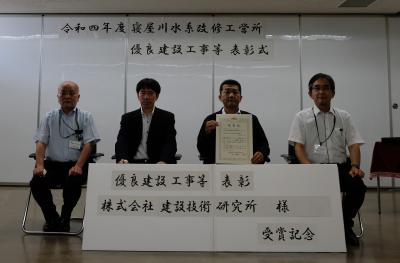 令和四年度寝屋川水系改修工営所
優良建設工事等表彰式
優良建設工事等 表彰
株式会社 建設技術研究所 様
受賞記念